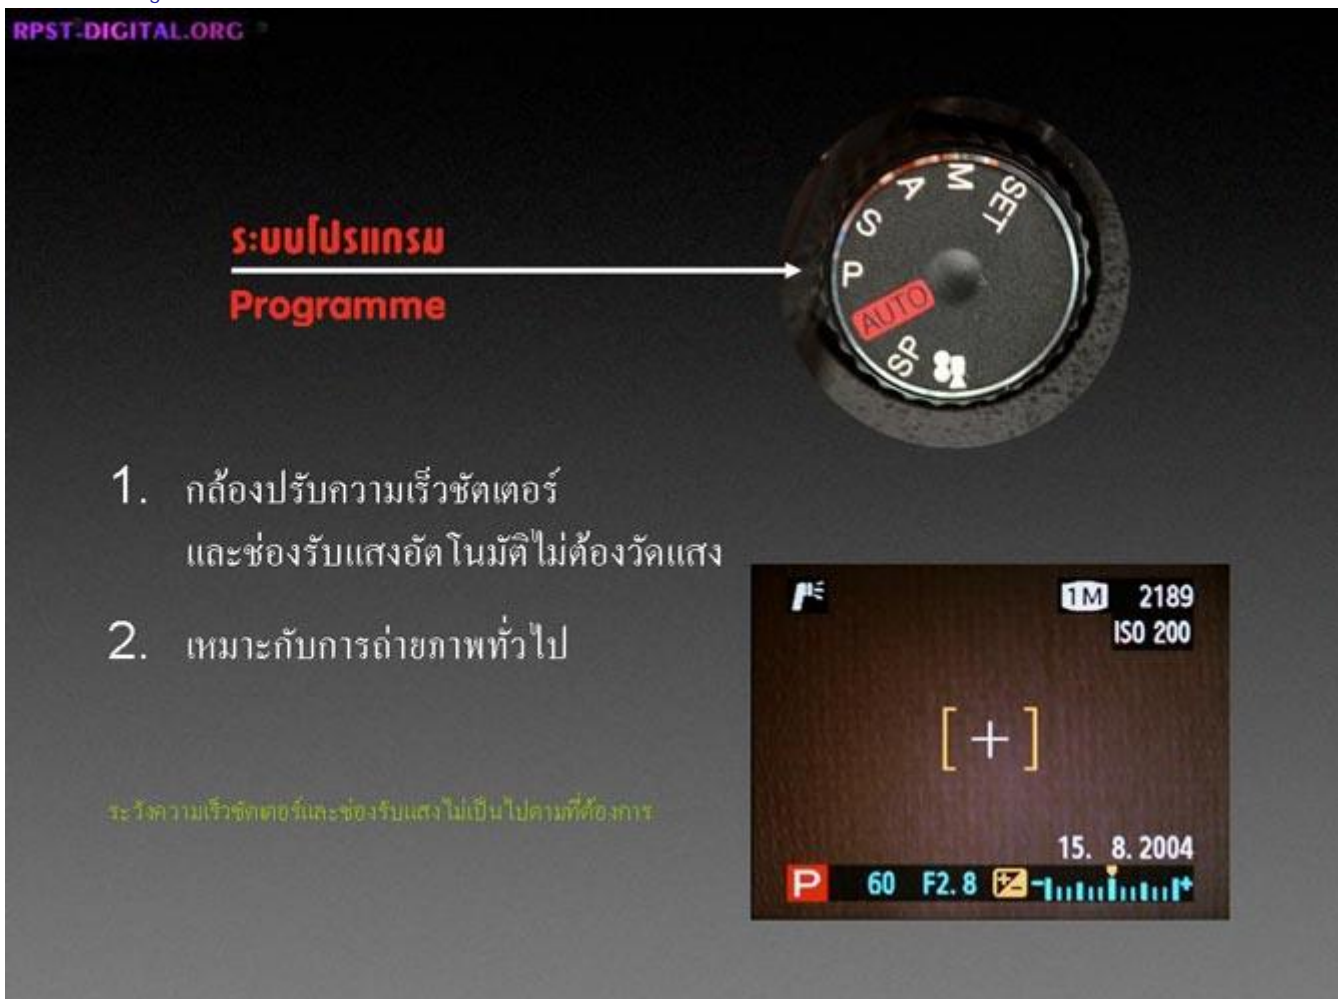 RPST-DIGITAL.ORG
ระบบโปรแกรม
Programme
SET
M
A
S
P
AUTO
SP
1. กล้องปรับความเร็วชัตเตอร์
และช่องรับแสงอัตโนมัติไม่ต้องวัดแสง
2. เหมาะกับการถ่ายภาพทั่วไป
ระวังความเร็วชัตเตอร์และช่องรับแสงไม่เป็นไปตามที่ต้องการ
1M 2189
ISO 200
[+]
15. 8. 2004
P 60 F2.8 - +